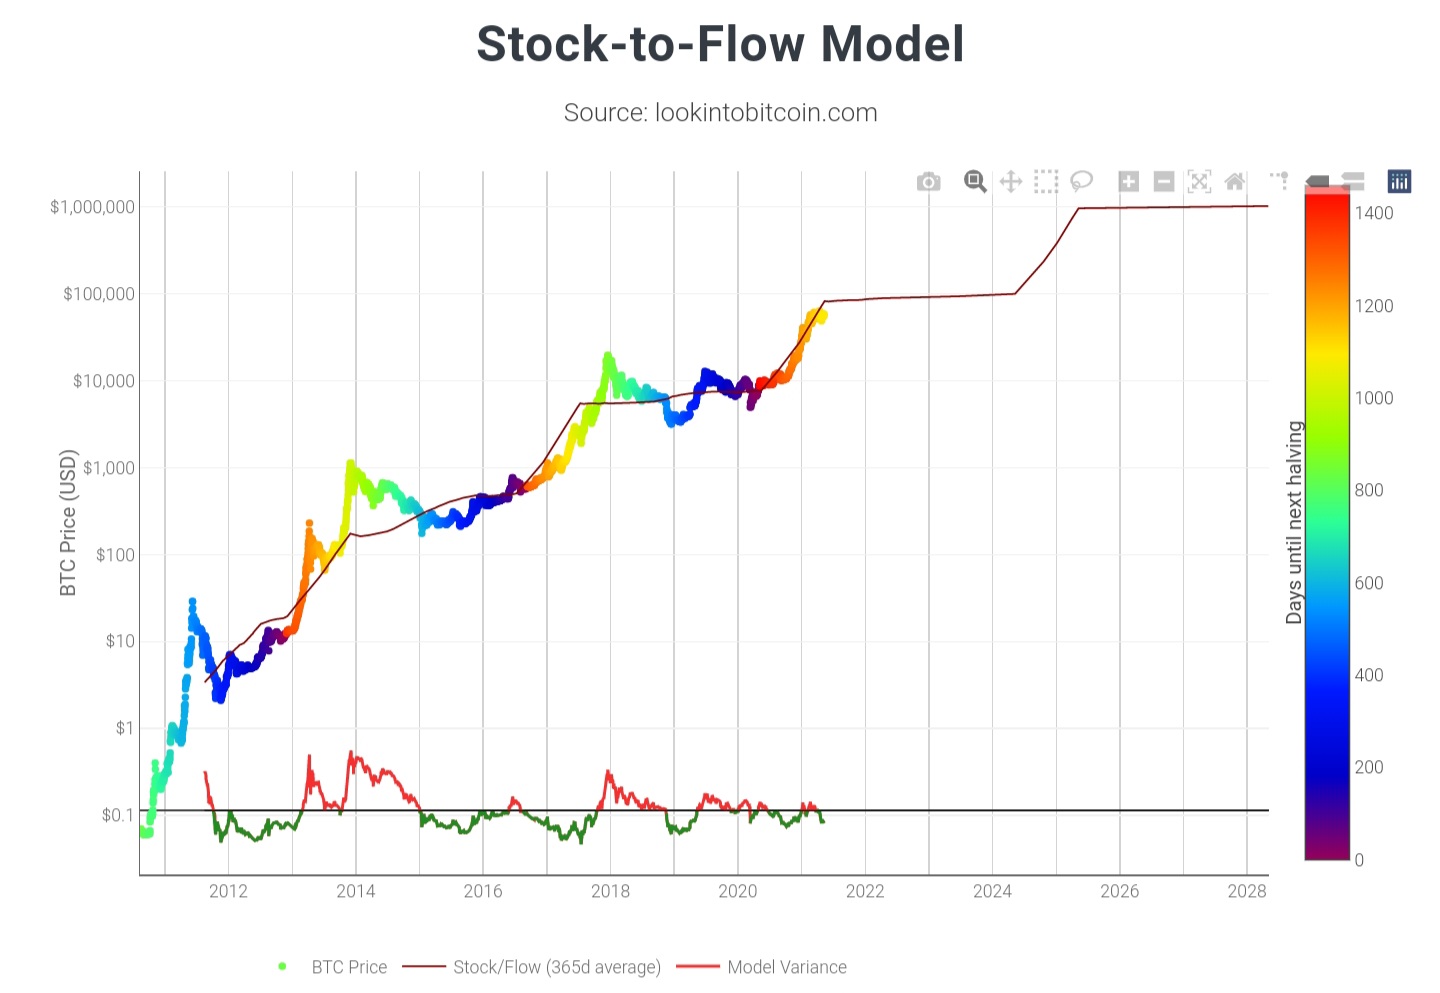 Stock-to-Flow Model
Source: lookintobitcoin.com
$1,000,000
$100,000
$10,000
$1,000
$100
$10
$1
$0.1
BTC Price (USD)
2012 2014 2016 2018 2020 2022 2024 2026 2028
1400
1200
1000
800
600
400
200
0
Days until next halving
BTC Price Stock/Flow (365d average) Model Variance